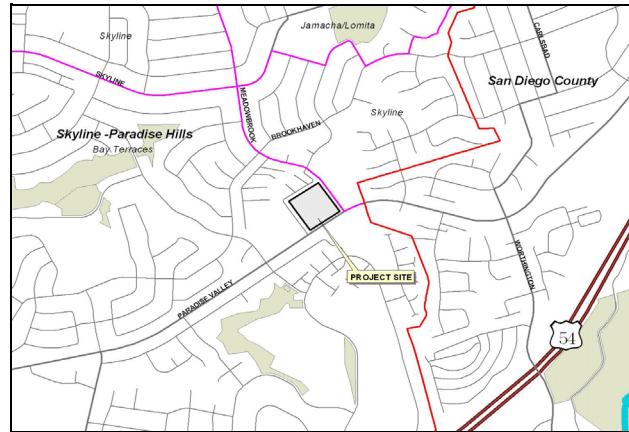 Jamacha/Lomita
Skyline
CARLSBAD
SKYLINE
San Diego County
MEADOWBROOK
Skyline
BROOKHAVEN
Skyline -Paradise Hills
Bay Terraces
WORTHINGTON
PROJECT SITE
PARADISE VALLEY
54